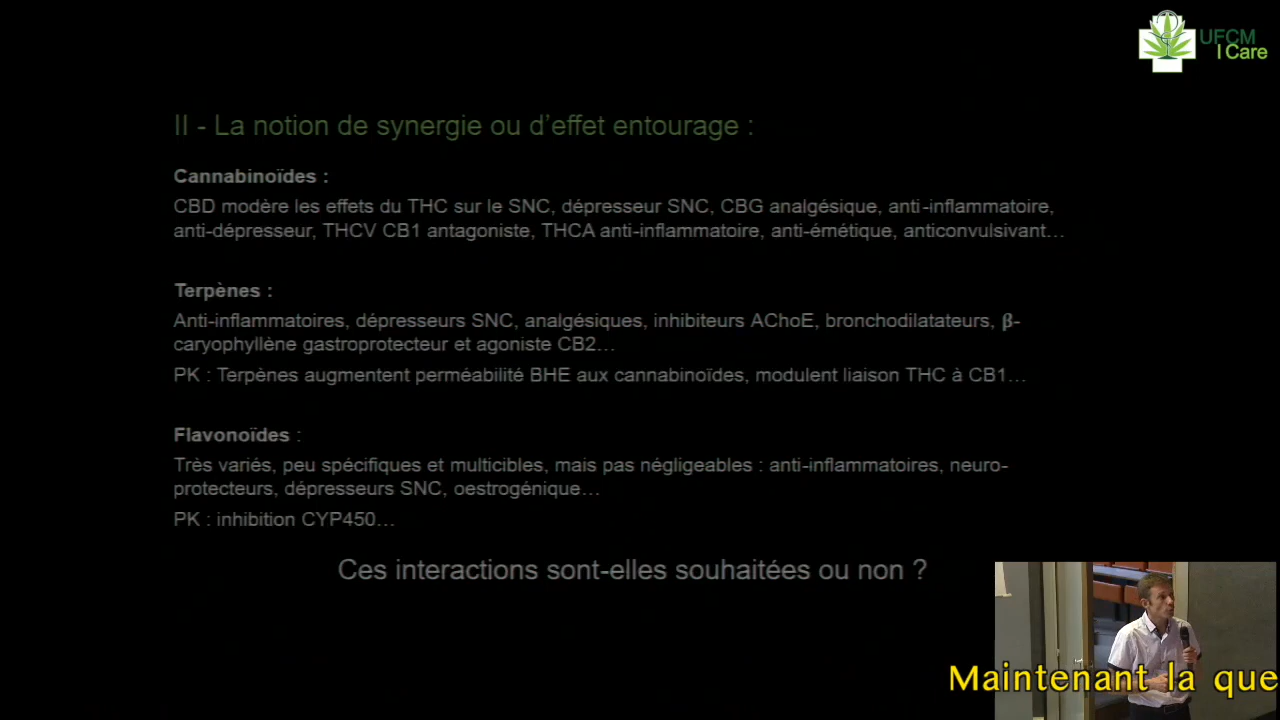 UFCM
I Care
II - La notion de synergie ou d'effet entourage :
Cannabinoïdes :
CBD modère les effets du THC sur le SNC, dépresseur SNC, CBG analgésique, anti-inflammatoire,
anti-dépresseur, THCV CB1 antagoniste, THCA anti-inflammatoire, anti-émétique, anticonvulsivant…
Terpènes :
Anti-inflammatoires, dépresseurs SNC, analgésiques, inhibiteurs AChoE, bronchodilatateurs, β-
caryophyllène gastroprotecteur et agoniste CB2…
PK : Terpènes augmentent perméabilité BHE aux cannabinoïdes, modulent liaison THC à CB1…
Flavonoïdes :
Très variés, peu spécifiques et multicibles, mais pas négligeables : anti-inflammatoires, neuro-
protecteurs, dépresseurs SNC, oestrogénique…
PK : inhibition CYP450…
Ces interactions sont-elles souhaitées ou non ?
Maintenant la que